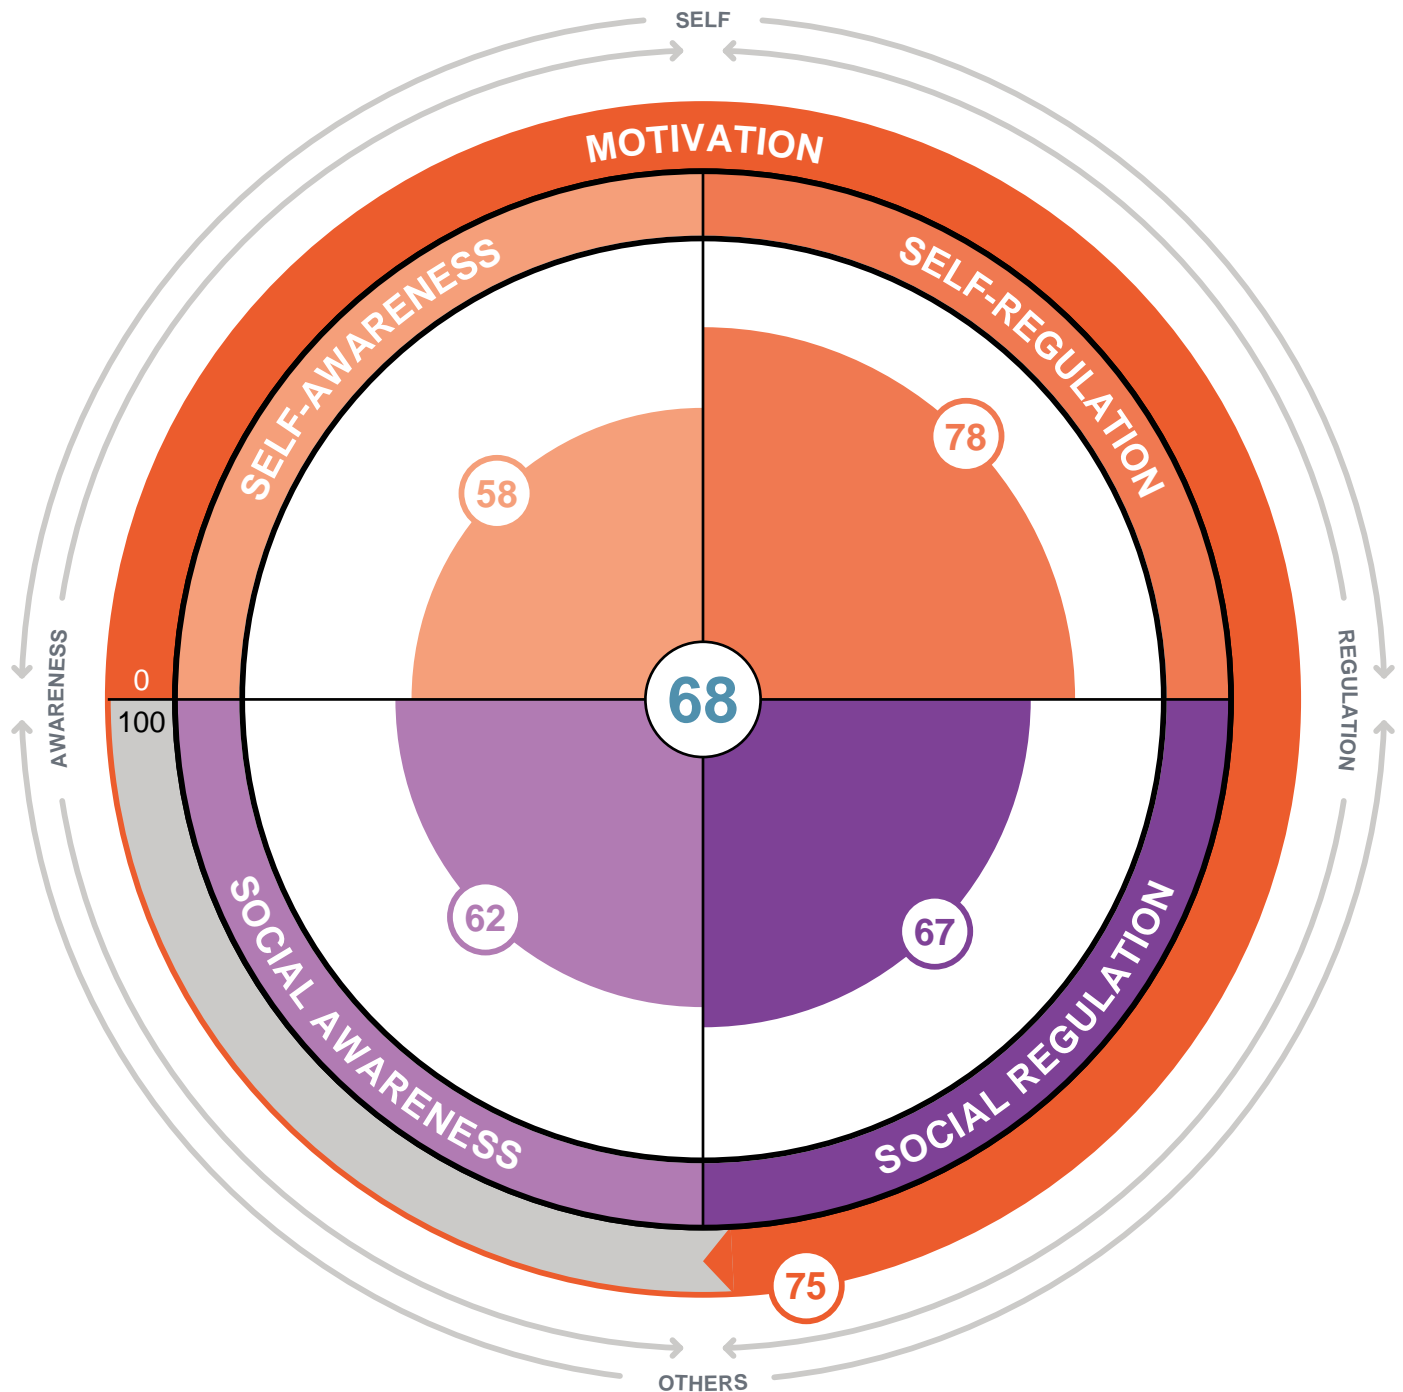 SELF
MOTIVATION
SELF-AWARENESS
SELF-REGULATION
78
58
AWARENESS
REGULATION
0
68
100
62
67
SOCIAL AWARENESS
SOCIAL REGULATION
75
OTHERS